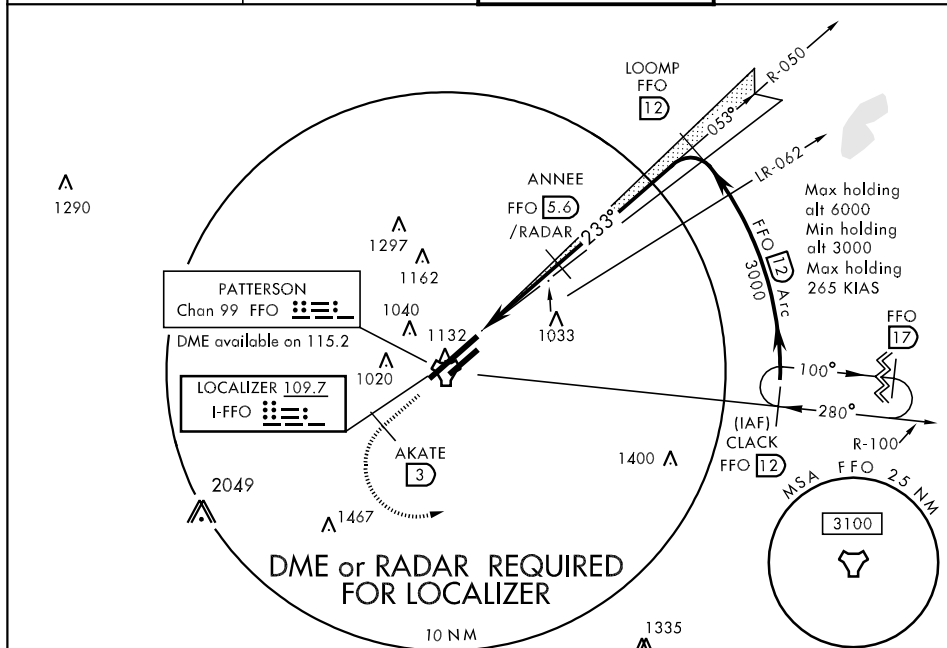 LOOMP
FFO
12
R-050
053°
LR-062
ANNEE
FFO 5.6
/RADAR
233°
Max holding
alt 6000
Min holding
alt 3000
Max holding
265 KIAS
FFO 12 Arc
3000
1290
1297
1162
1040
1132
1033
1020
PATTERSON
Chan 99 FFO
DME available on 115.2
LOCALIZER 109.7
I-FFO
FFO
17
100°
280°
R-100
(IAF)
CLACK
FFO 12
AKATE
3
1400
2049
1467
MSA FFO 25 NM
3100
DME or RADAR REQUIRED
FOR LOCALIZER
10 NM
1335